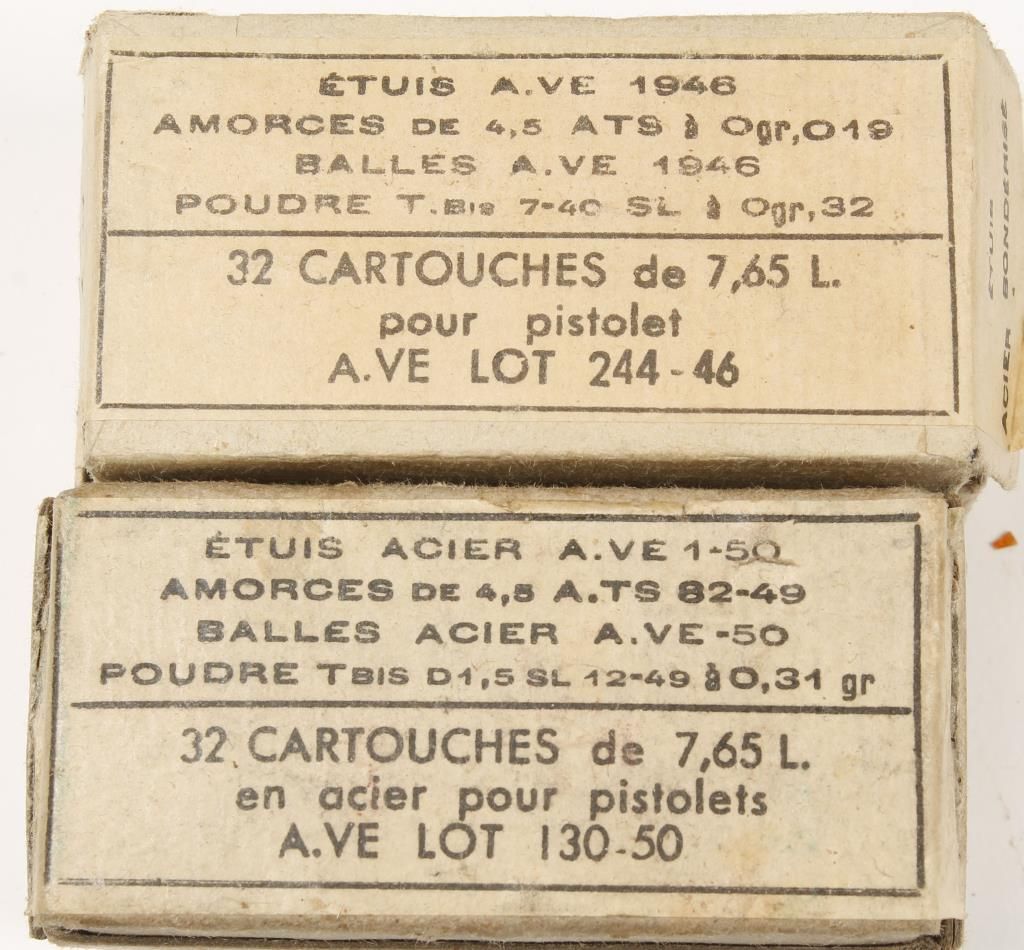 ÉTUIS A.VE 1946
AMORCES DE 4,5 ATS à 0gr,019
BALLES A.VE 1946
POUDRE T.Bis 7-40 SL à 0gr,32
32 CARTOUCHES de 7,65 L.
pour pistolet
A.VE LOT 244-46
ÉTUIS
ACIER BONDERISÉ
ÉTUIS ACIER A.VE 1-50
AMORCES DE 4,5 A.TS 82-49
BALLES ACIER A.VE-50
POUDRE TBIS D1,5 SL 12-49 à 0,31 gr
32 CARTOUCHES de 7,65 L.
en acier pour pistolets
A.VE LOT 130-50